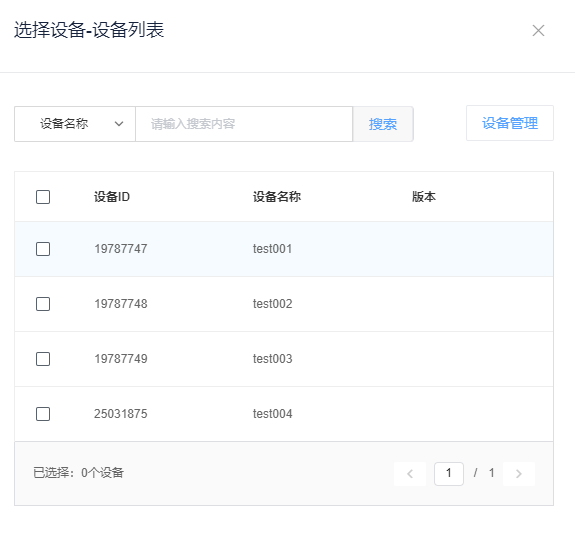 选择设备-设备列表
设备名称 请输入搜索内容 搜索 设备管理
设备ID 设备名称 版本
19787747 test001
19787748 test002
19787749 test003
25031875 test004
已选择：0个设备 1 / 1